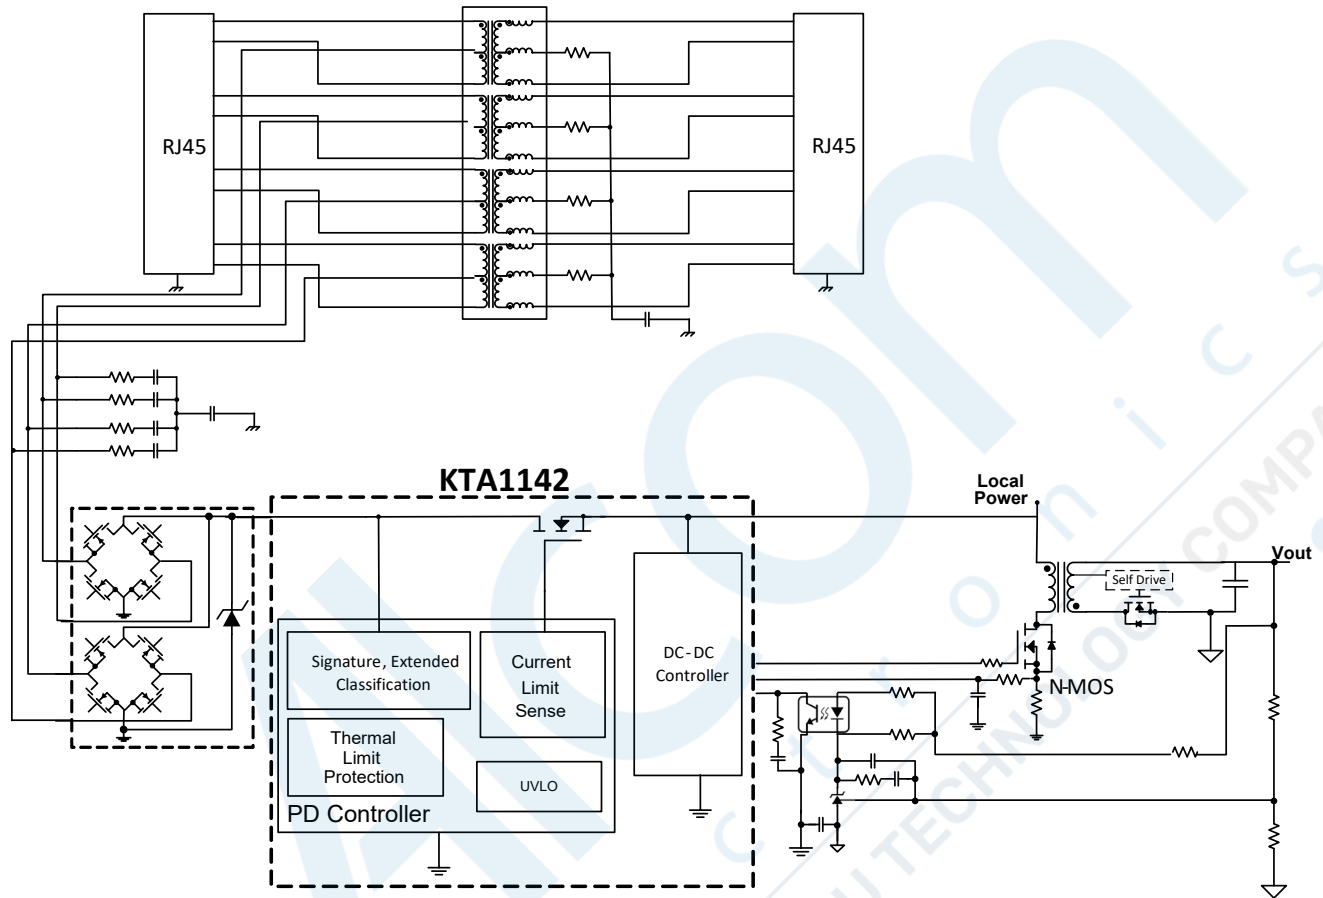 RJ45
RJ45
KTA1142
Local
Power
Vout
Self Drive
Signature, Extended
Classification
Current
Limit
Sense
DC-DC
Controller
N-MOS
Thermal
Limit
Protection
UVLO
PD Controller